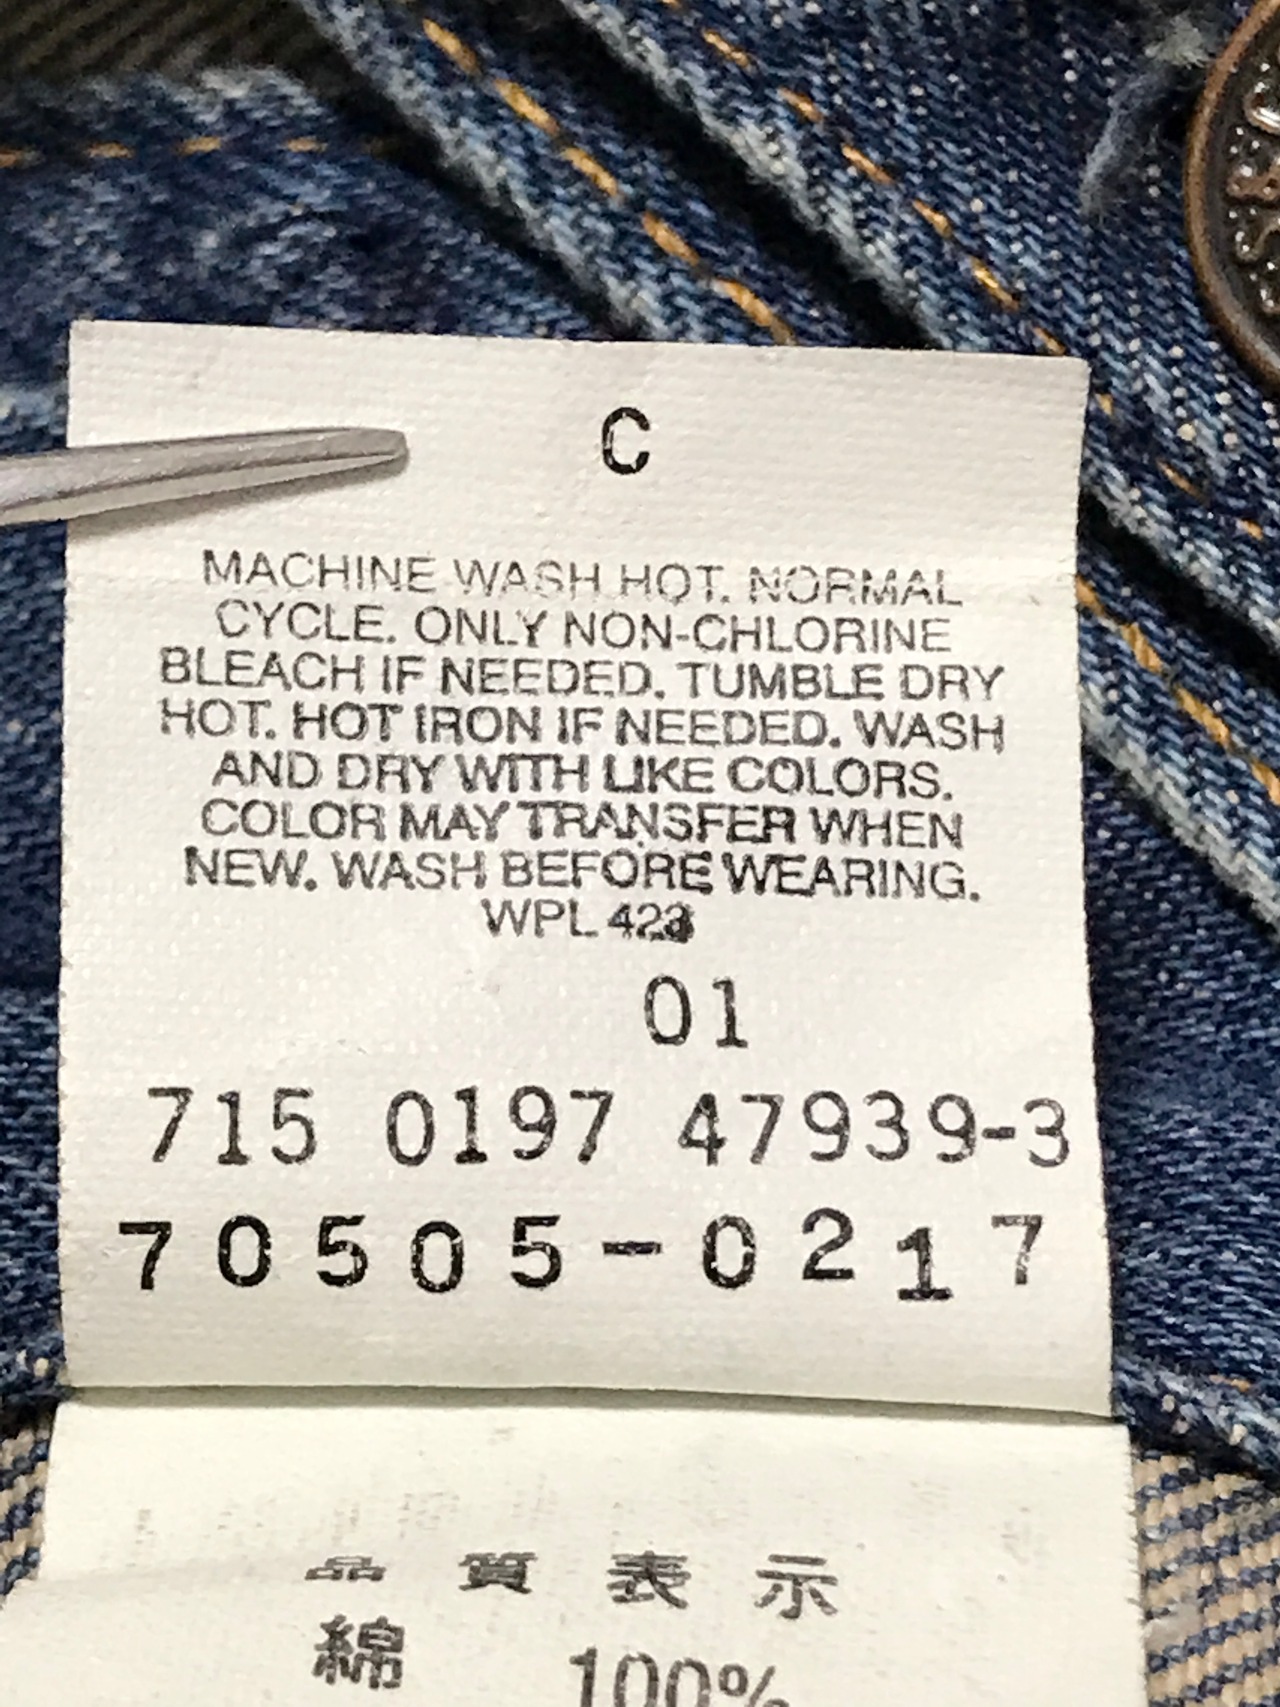 C
MACHINE WASH HOT. NORMAL
CYCLE. ONLY NON-CHLORINE
BLEACH IF NEEDED. TUMBLE DRY
HOT. HOT IRON IF NEEDED. WASH
AND DRY WITH LIKE COLORS.
COLOR MAY TRANSFER WHEN
NEW. WASH BEFORE WEARING.
WPL 423
01
715 0197 47939-3
70505-0217
品質表示
綿 100%